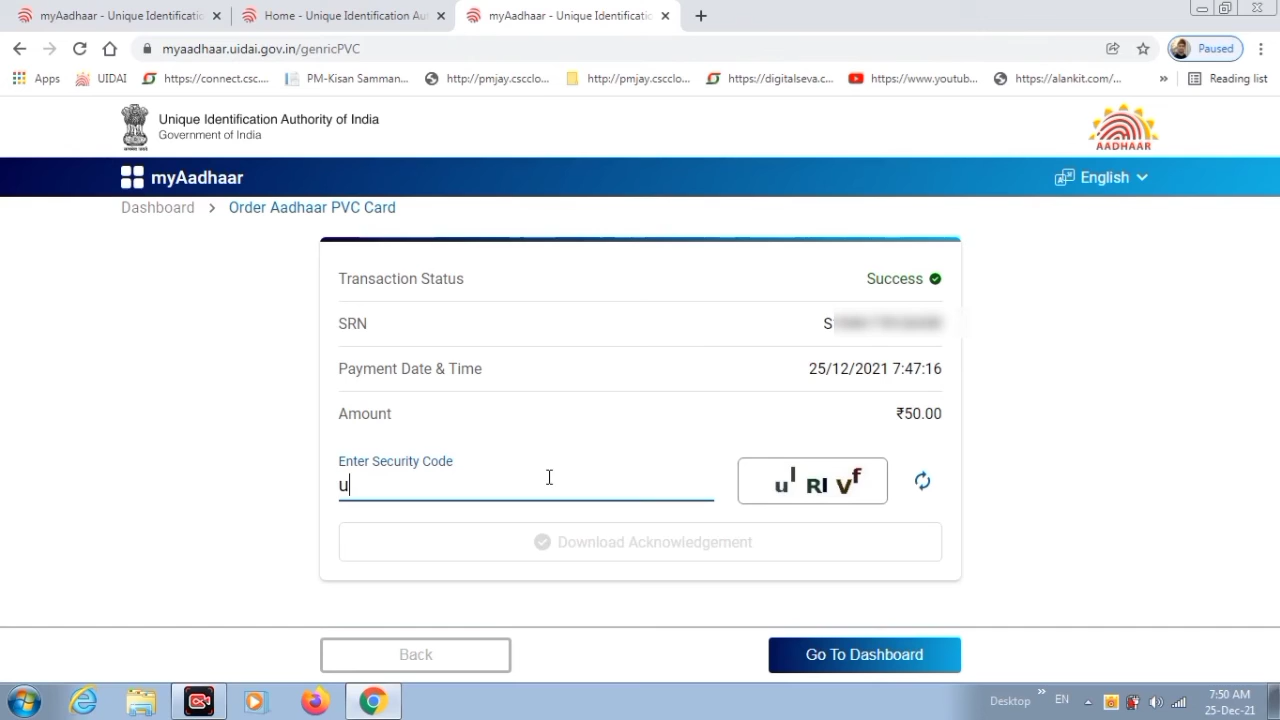 myAadhaar - Unique Identificatio
Home - Unique Identification Aut
myAadhaar - Unique Identificatio
myaadhaar.uidai.gov.in/genricPVC
Paused
Apps
UIDAI
https://connect.csc....
PM-Kisan Samman...
http://pmjay.cscclo...
http://pmjay.cscclo...
https://digitalseva.c...
https://www.youtub...
https://alankit.com/...
»
Reading list
Unique Identification Authority of India
Government of India
AADHAAR
myAadhaar
English
Dashboard > Order Aadhaar PVC Card
Transaction Status Success
SRN S
Payment Date & Time 25/12/2021 7:47:16
Amount ₹50.00
Enter Security Code
u
Download Acknowledgement
Back
Go To Dashboard
Desktop » EN
7:50 AM
25-Dec-21